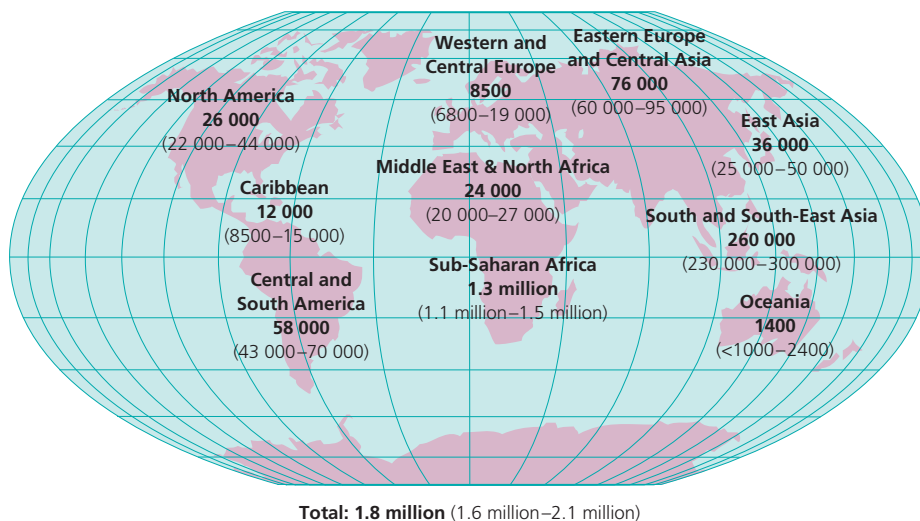 Western and
Central Europe
8500
(6800–19 000)
Eastern Europe
and Central Asia
76 000
(60 000–95 000)
North America
26 000
(22 000–44 000)
East Asia
36 000
(25 000–50 000)
Middle East & North Africa
24 000
(20 000–27 000)
Caribbean
12 000
(8500–15 000)
South and South-East Asia
260 000
(230 000–300 000)
Sub-Saharan Africa
1.3 million
(1.1 million–1.5 million)
Central and
South America
58 000
(43 000–70 000)
Oceania
1400
(<1000–2400)
Total: 1.8 million (1.6 million–2.1 million)